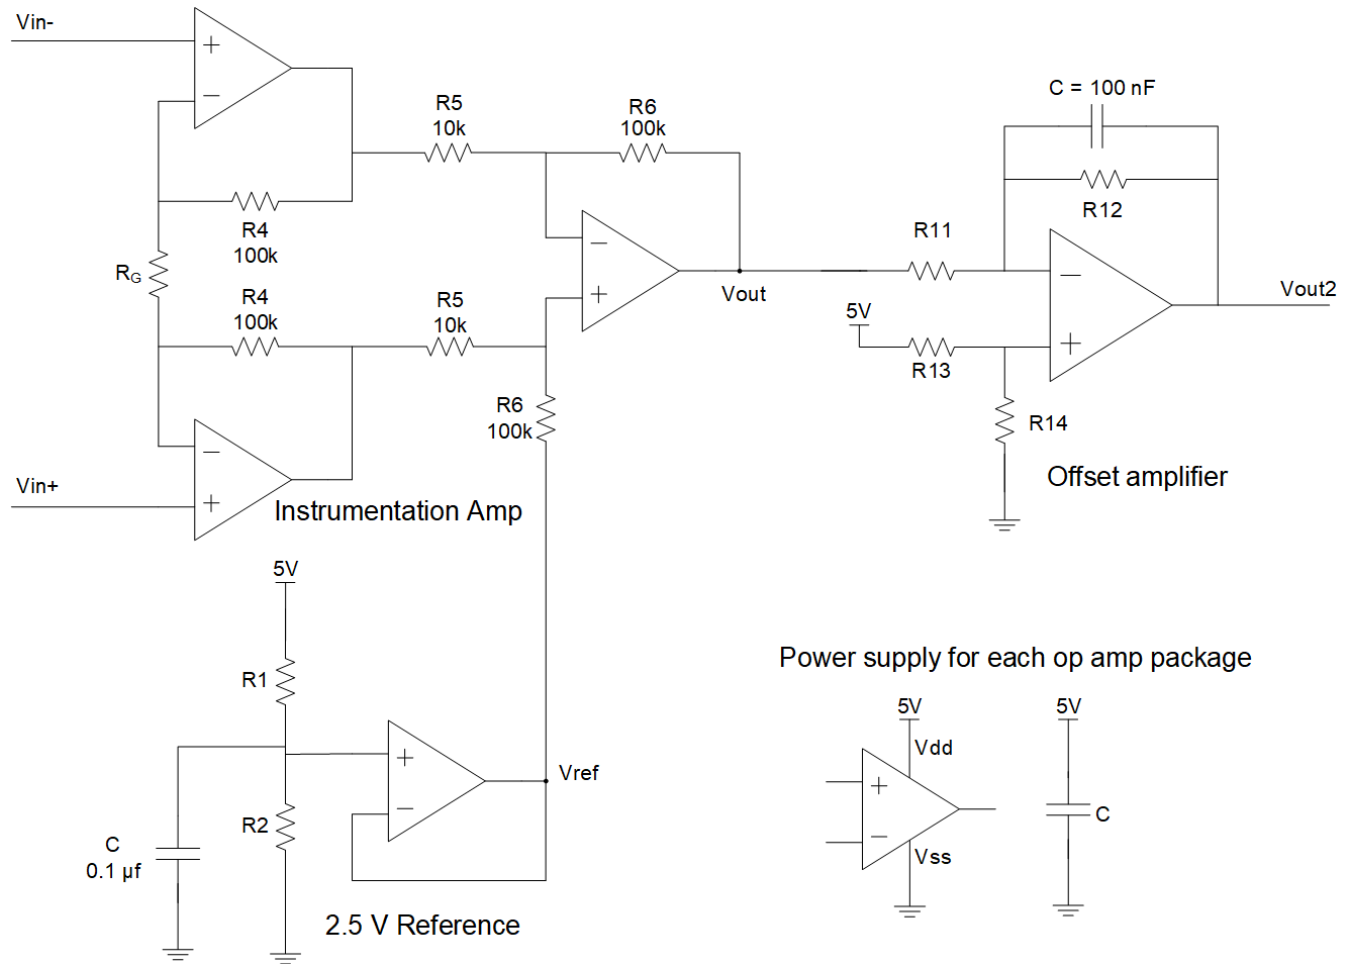 Vin-
+
−
R5
10k
R6
100k
C = 100 nF
R12
R4
100k
RG
R4
100k
R5
10k
−
+
Vout
R11
5V
R13
−
+
Vout2
R14
R6
100k
−
+
Vin+
Instrumentation Amp
Offset amplifier
5V
R1
+
−
Vref
R2
C
0.1 µf
2.5 V Reference
Power supply for each op amp package
5V
Vdd
+
−
Vss
5V
C